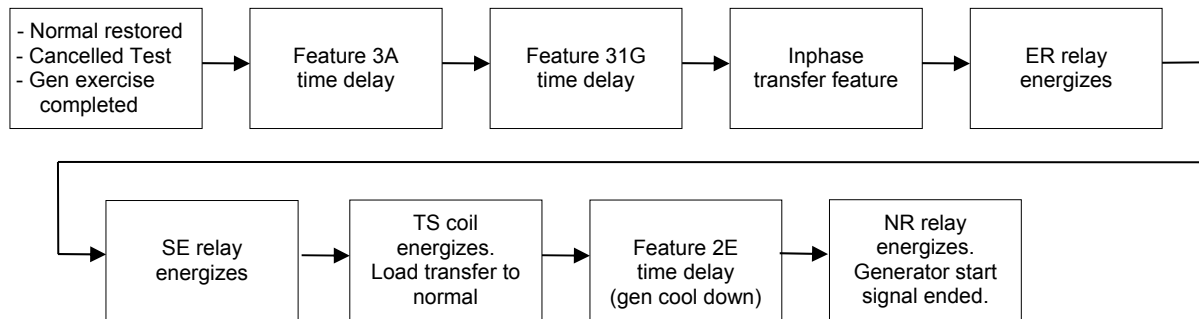 - Normal restored
- Cancelled Test
- Gen exercise
completed
Feature 3A
time delay
Feature 31G
time delay
Inphase
transfer feature
ER relay
energizes
SE relay
energizes
TS coil
energizes.
Load transfer to
normal
Feature 2E
time delay
(gen cool down)
NR relay
energizes.
Generator start
signal ended.